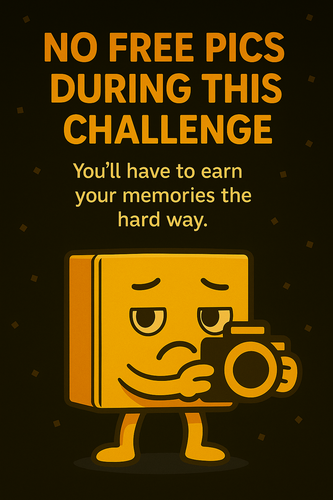 NO FREE PICS
DURING THIS
CHALLENGE
You’ll have to earn
your memories the
hard way.